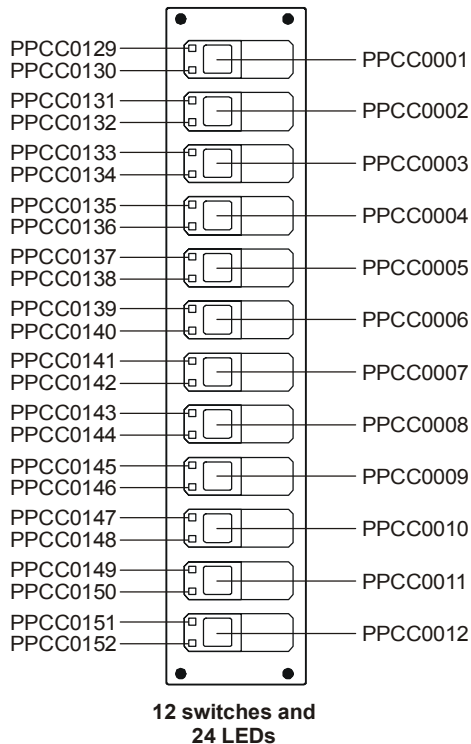 PPCC0129
PPCC0130
PPCC0001
PPCC0131
PPCC0132
PPCC0002
PPCC0133
PPCC0134
PPCC0003
PPCC0135
PPCC0136
PPCC0004
PPCC0137
PPCC0138
PPCC0005
PPCC0139
PPCC0140
PPCC0006
PPCC0141
PPCC0142
PPCC0007
PPCC0143
PPCC0144
PPCC0008
PPCC0145
PPCC0146
PPCC0009
PPCC0147
PPCC0148
PPCC0010
PPCC0149
PPCC0150
PPCC0011
PPCC0151
PPCC0152
PPCC0012
12 switches and
24 LEDs